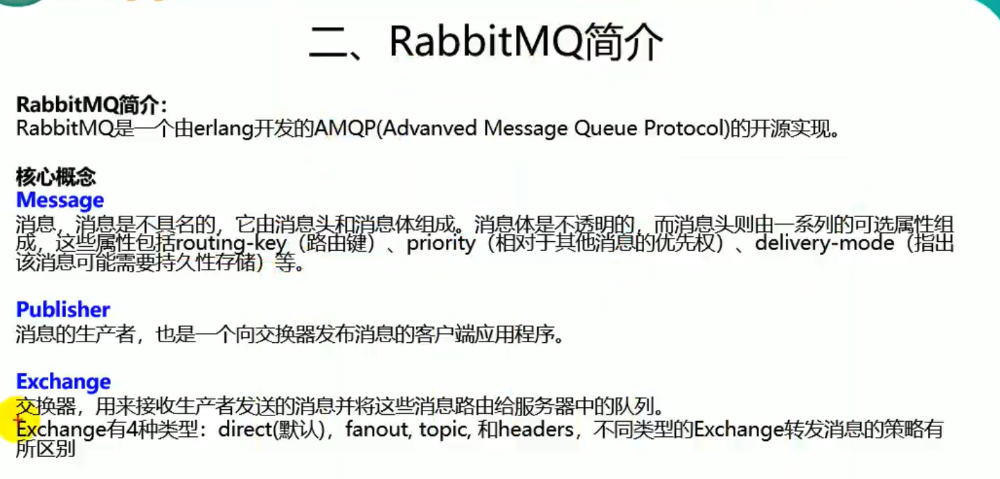 二、RabbitMQ简介
RabbitMQ简介：
RabbitMQ是一个由erlang开发的AMQP(Advanved Message Queue Protocol)的开源实现。
核心概念
Message
消息，消息是不具名的，它由消息头和消息体组成。消息体是不透明的，而消息头则由一系列的可选属性组
成，这些属性包括routing-key（路由键）、priority（相对于其他消息的优先权）、delivery-mode（指出
该消息可能需要持久性存储）等。
Publisher
消息的生产者，也是一个向交换器发布消息的客户端应用程序。
Exchange
交换器，用来接收生产者发送的消息并将这些消息路由给服务器中的队列。
Exchange有4种类型：direct(默认)，fanout, topic, 和headers，不同类型的Exchange转发消息的策略有
所区别